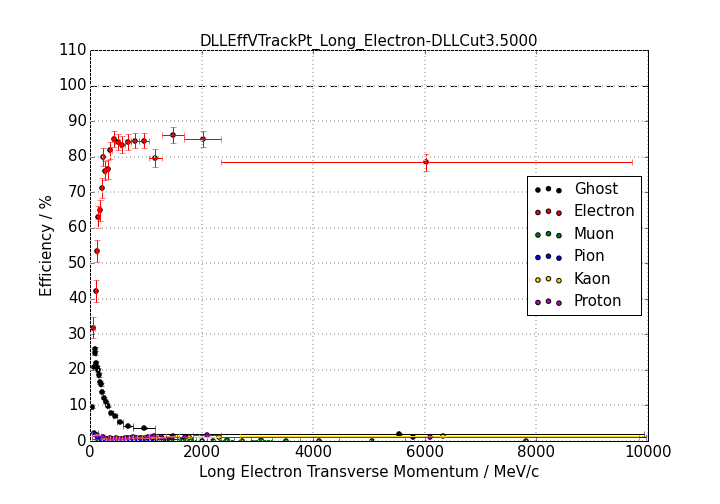 DLLEffVTrackPt_Long_Electron-DLLCut3.5000
110
100
90
80
70
60
50
40
30
20
10
0
Efficiency / %
Ghost
Electron
Muon
Pion
Kaon
Proton
0 2000 4000 6000 8000 10000
Long Electron Transverse Momentum / MeV/c